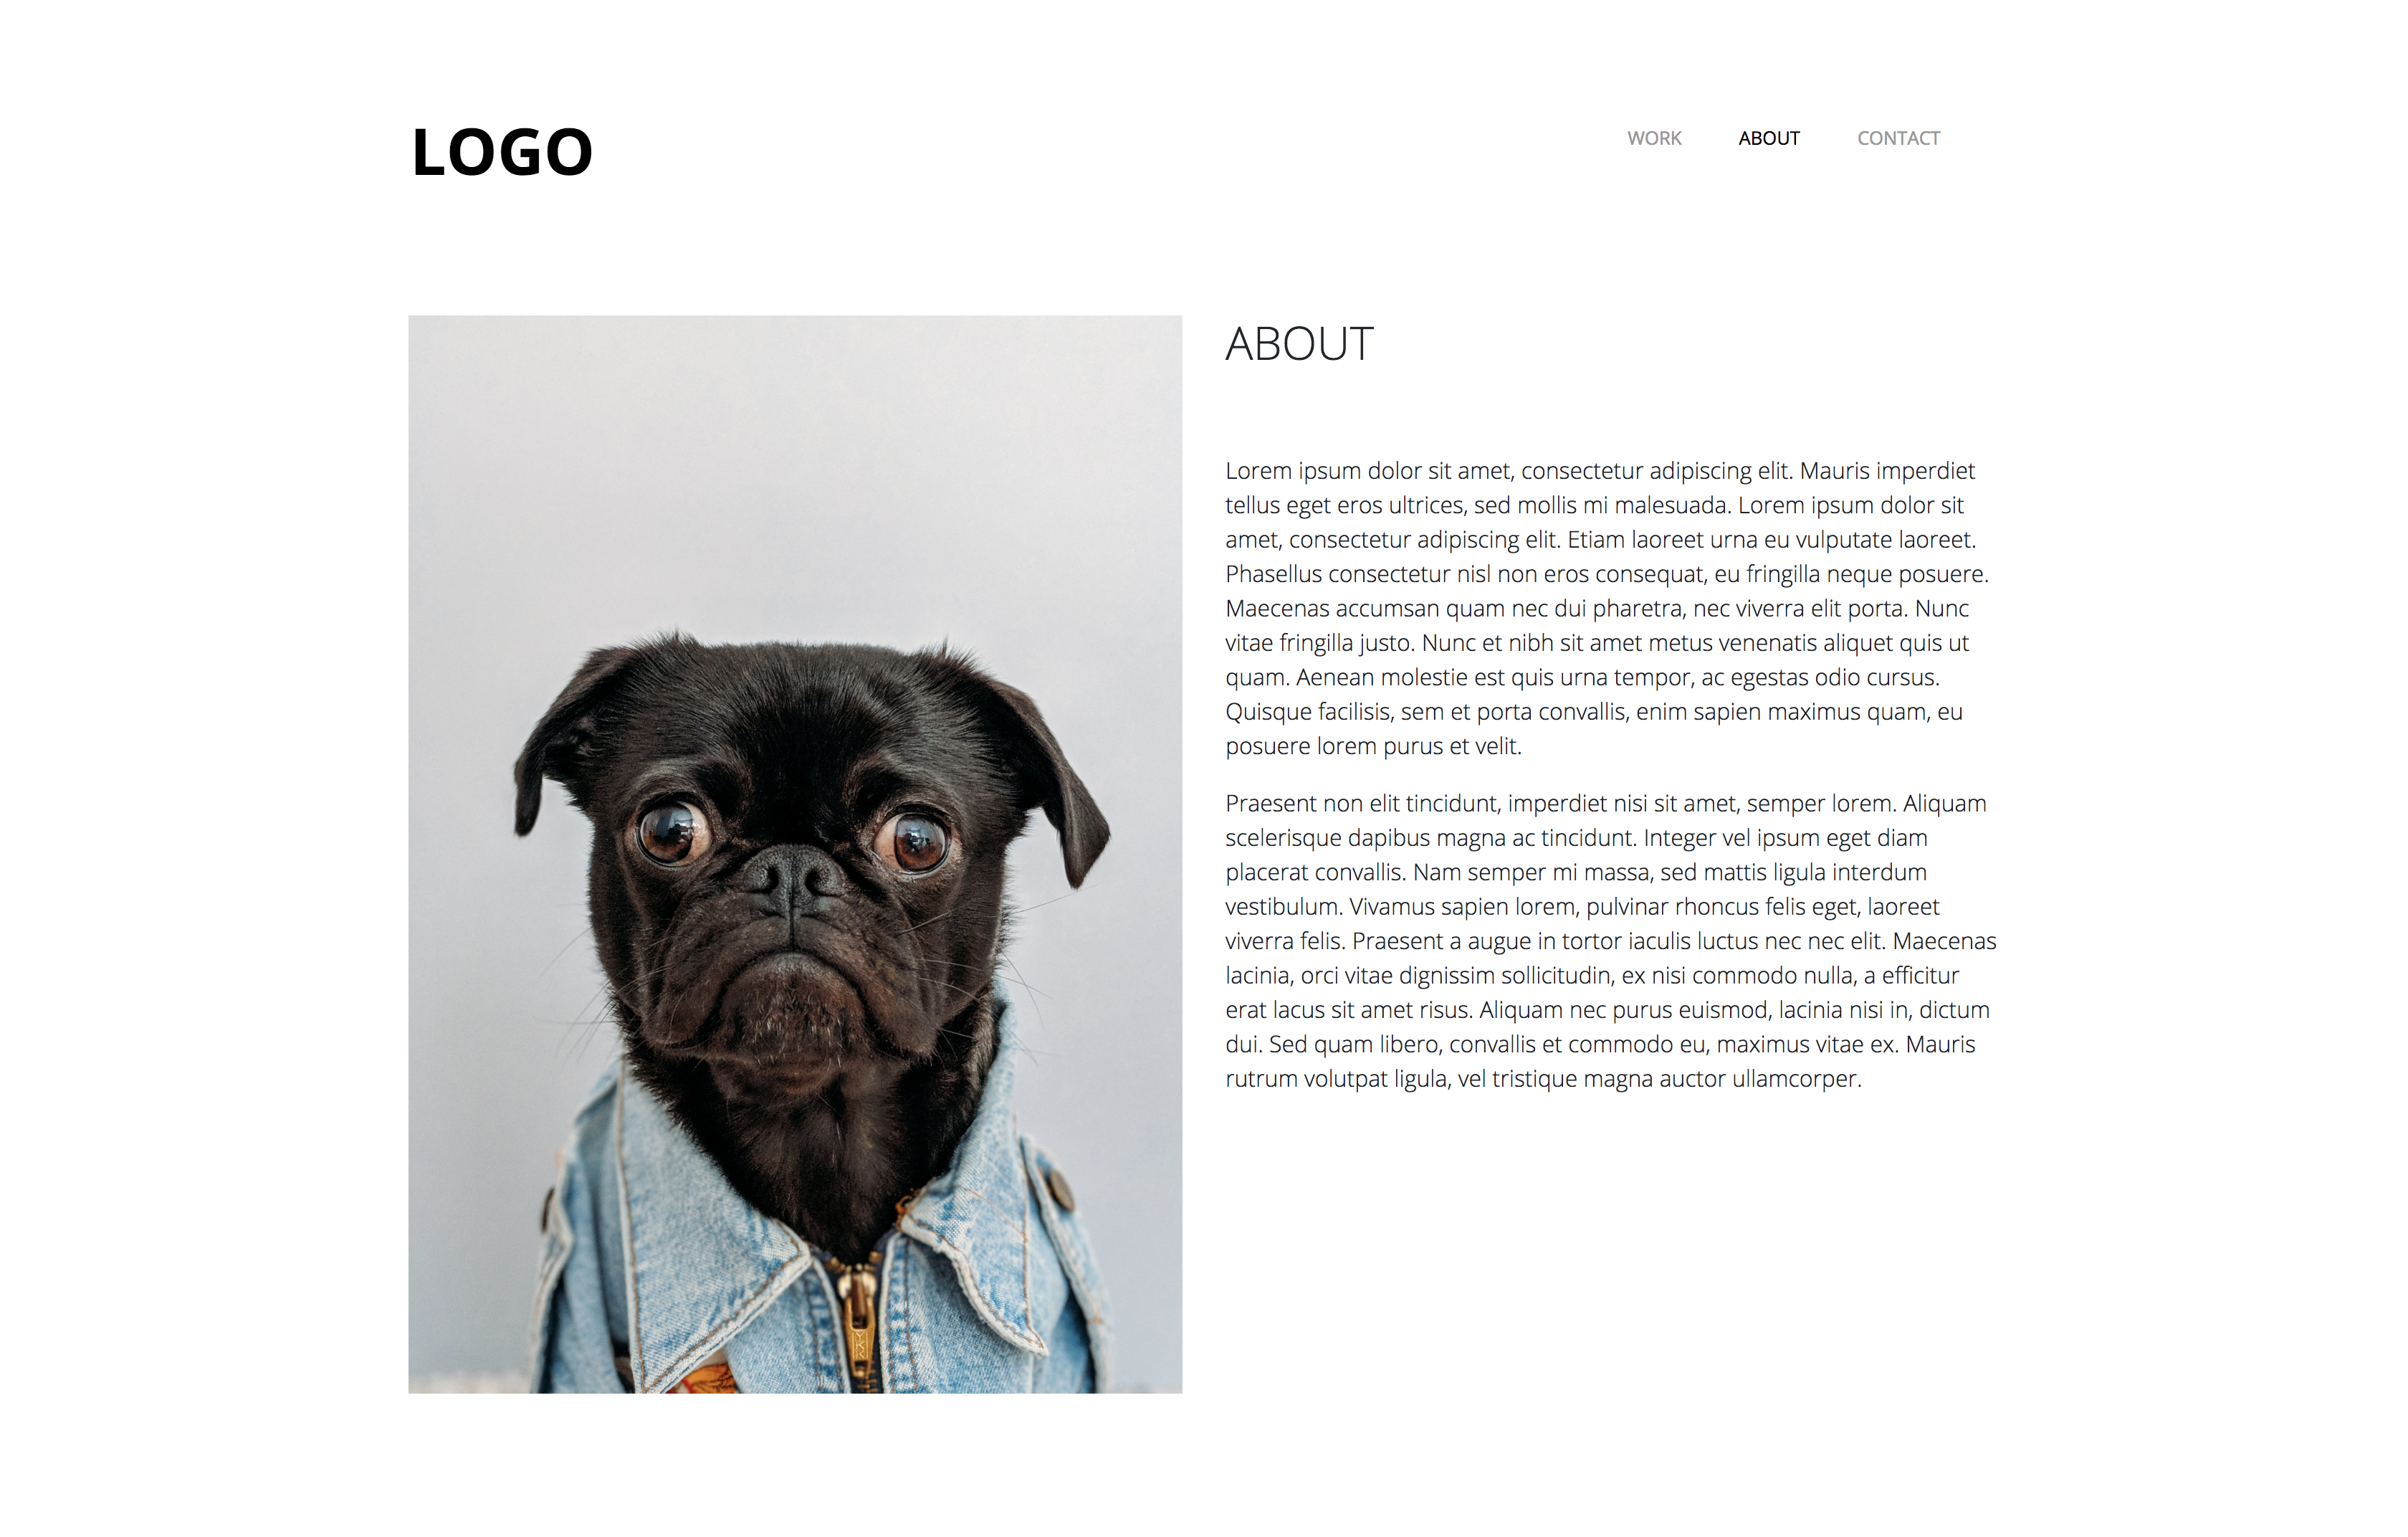 LOGO
WORK ABOUT CONTACT
ABOUT
Lorem ipsum dolor sit amet, consectetur adipiscing elit. Mauris imperdiet
tellus eget eros ultrices, sed mollis mi malesuada. Lorem ipsum dolor sit
amet, consectetur adipiscing elit. Etiam laoreet urna eu vulputate laoreet.
Phasellus consectetur nisl non eros consequat, eu fringilla neque posuere.
Maecenas accumsan quam nec dui pharetra, nec viverra elit porta. Nunc
vitae fringilla justo. Nunc et nibh sit amet metus venenatis aliquet quis ut
quam. Aenean molestie est quis urna tempor, ac egestas odio cursus.
Quisque facilisis, sem et porta convallis, enim sapien maximus quam, eu
posuere lorem purus et velit.
Praesent non elit tincidunt, imperdiet nisi sit amet, semper lorem. Aliquam
scelerisque dapibus magna ac tincidunt. Integer vel ipsum eget diam
placerat convallis. Nam semper mi massa, sed mattis ligula interdum
vestibulum. Vivamus sapien lorem, pulvinar rhoncus felis eget, laoreet
viverra felis. Praesent a augue in tortor iaculis luctus nec nec elit. Maecenas
lacinia, orci vitae dignissim sollicitudin, ex nisi commodo nulla, a efficitur
erat lacus sit amet risus. Aliquam nec purus euismod, lacinia nisi in, dictum
dui. Sed quam libero, convallis et commodo eu, maximus vitae ex. Mauris
rutrum volutpat ligula, vel tristique magna auctor ullamcorper.
YKK